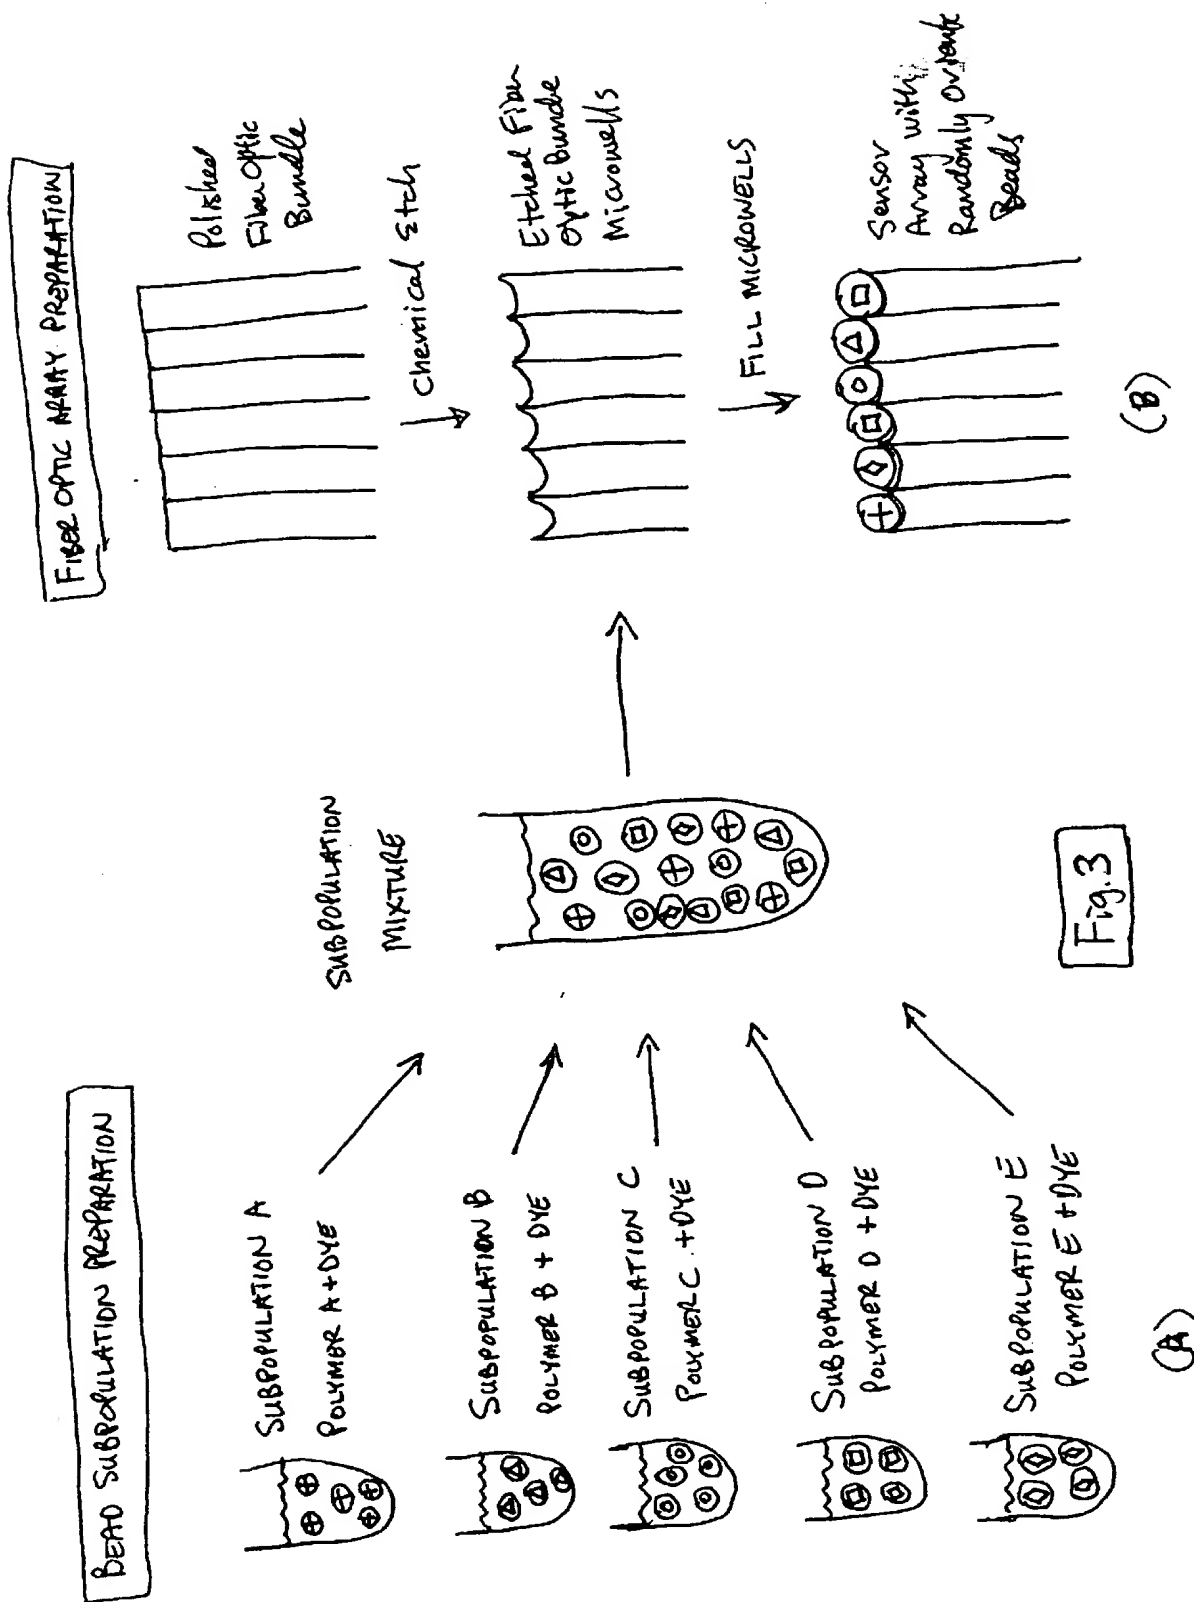 BEAD SUBPOPULATION PREPARATION
SUBPOPULATION A
POLYMER A+DYE
SUBPOPULATION B
POLYMER B + DYE
SUBPOPULATION C
POLYMER C.+DYE
SUBPOPULATION D
POLYMER D +DYE
SUBPOPULATION E
POLYMER E +DYE
(A)
SUBPOPULATION
MIXTURE
Fig.3
FIBER OPTIC ARRAY PREPARATION
Polished
Fiber Optic
Bundle
Chemical Etch
Etched Fiber
Optic Bundle
Microwells
FILL MICROWELLS
Sensor
Array with
Randomly
Beads
(B)